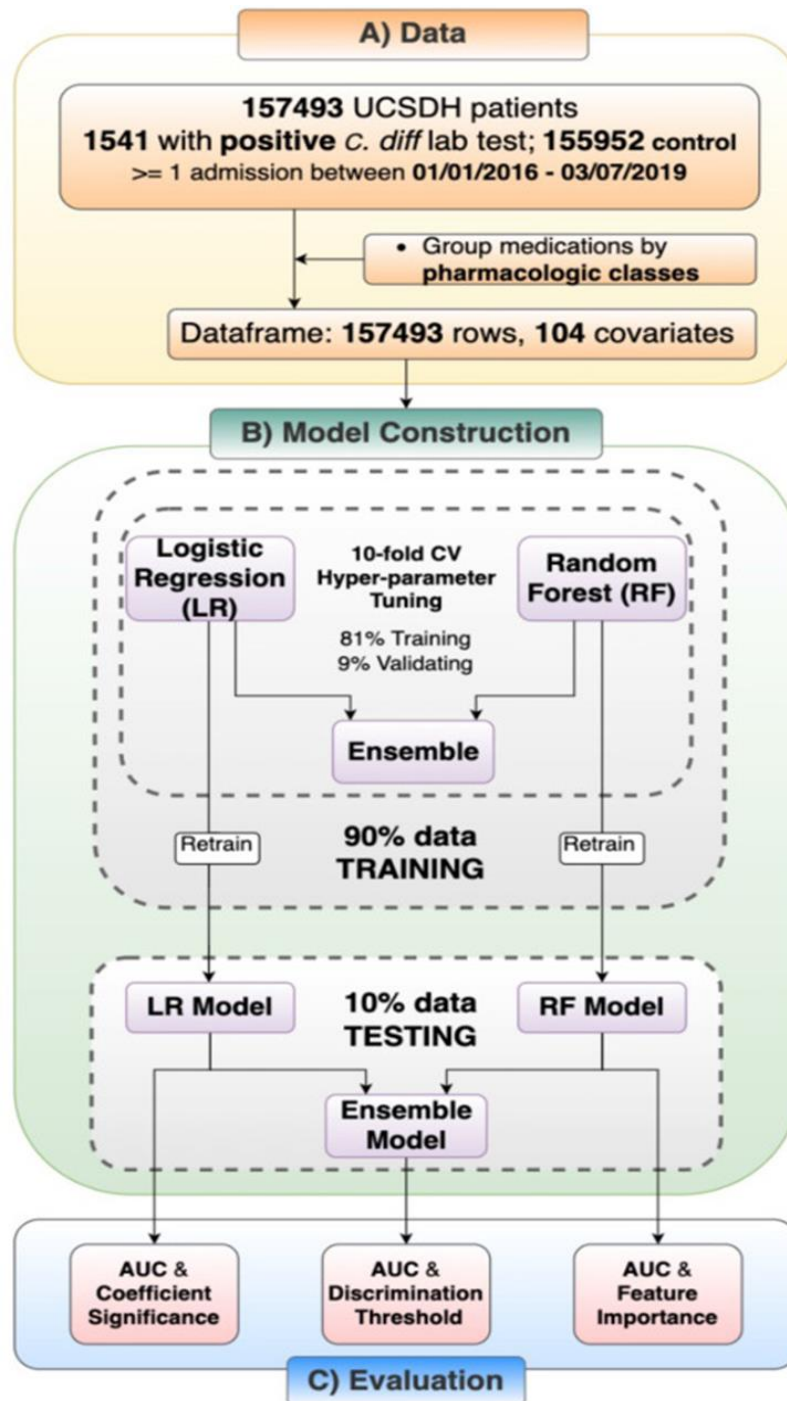 A) Data
157493 UCSDH patients
1541 with positive C. diff lab test; 155952 control
>= 1 admission between 01/01/2016 - 03/07/2019
• Group medications by
pharmacologic classes
Dataframe: 157493 rows, 104 covariates
B) Model Construction
Logistic
Regression
(LR)
10-fold CV
Hyper-parameter
Tuning
81% Training
9% Validating
Random
Forest (RF)
Ensemble
Retrain
90% data
TRAINING
Retrain
LR Model
10% data
TESTING
RF Model
Ensemble
Model
AUC &
Coefficient
Significance
AUC &
Discrimination
Threshold
AUC &
Feature
Importance
C) Evaluation